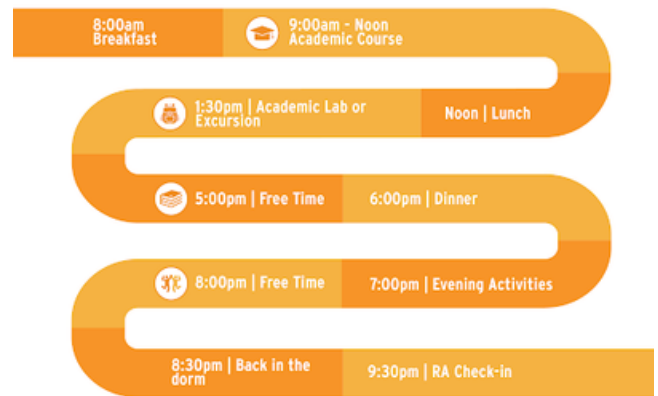 8:00am
Breakfast
9:00am - Noon
Academic Course
Noon | Lunch
1:30pm | Academic Lab or
Excursion
5:00pm | Free Time
6:00pm | Dinner
7:00pm | Evening Activities
8:00pm | Free Time
8:30pm | Back in the
dorm
9:30pm | RA Check-in